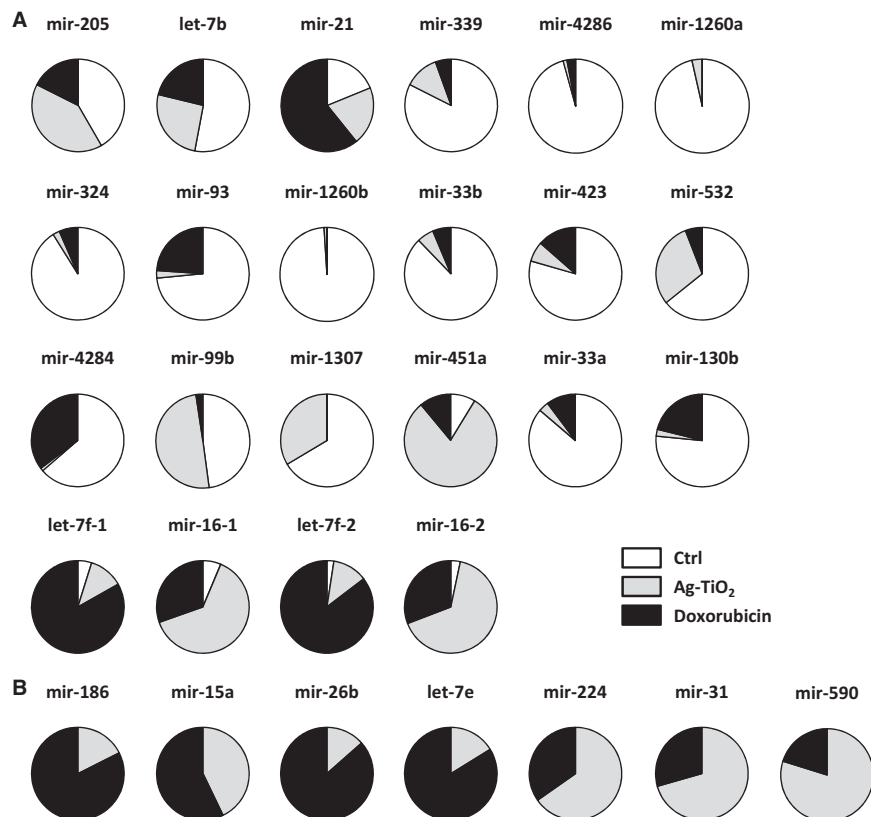 A
mir-205 let-7b mir-21 mir-339 mir-4286 mir-1260a
mir-324 mir-93 mir-1260b mir-33b mir-423 mir-532
mir-4284 mir-99b mir-1307 mir-451a mir-33a mir-130b
let-7f-1 mir-16-1 let-7f-2 mir-16-2
Ctrl
Ag-TiO₂
Doxorubicin
B
mir-186 mir-15a mir-26b let-7e mir-224 mir-31 mir-590